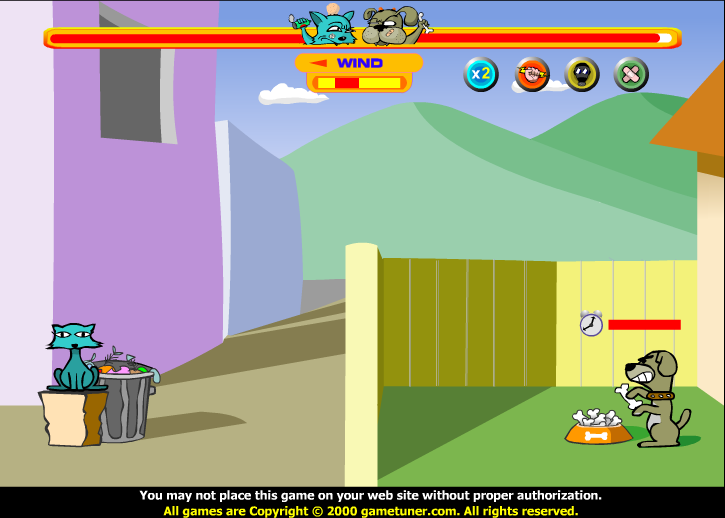 WIND
x2
You may not place this game on your web site without proper authorization.
All games are Copyright © 2000 gametuner.com. All rights reserved.